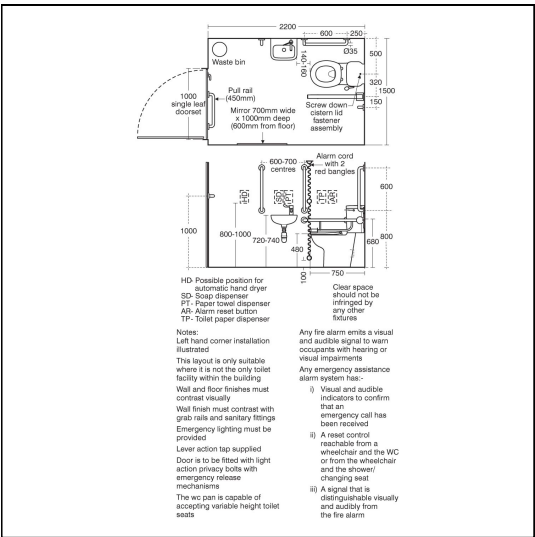 2200
600
250
Ø35
140-160
500
320
1500
150
Waste bin
1000
single leaf
doorset
Pull rail
(450mm)
Mirror 700mm wide
x 1000mm deep
(600mm from floor)
Screw down
cistern lid
fastener
assembly
600-700
centres
Alarm cord
with 2
red bangles
HD
SD
PT
TP
AR
600
1000
800-1000
720-740
480
680
800
100
750
HD- Possible position for
automatic hand dryer
SD- Soap dispenser
PT- Paper towel dispenser
AR- Alarm reset button
TP- Toilet paper dispenser
Clear space
should not be
infringed by
any other
fixtures
Notes:
Left hand corner installation
illustrated
This layout is only suitable
where it is not the only toilet
facility within the building
Wall and floor finishes must
contrast visually
Wall finish must contrast with
grab rails and sanitary fittings
Emergency lighting must be
provided
Lever action tap supplied
Door is to be fitted with light
action privacy bolts with
emergency release
mechanisms
The wc pan is capable of
accepting variable height toilet
seats
Any fire alarm emits a visual
and audible signal to warn
occupants with hearing or
visual impairments
Any emergency assistance
alarm system has:-
i) Visual and audible
indicators to confirm
that an
emergency call has
been received
ii) A reset control
reachable from a
wheelchair and the WC
or from the wheelchair
and the shower/
changing seat
iii) A signal that is
distinguishable visually
and audibly from
the fire alarm